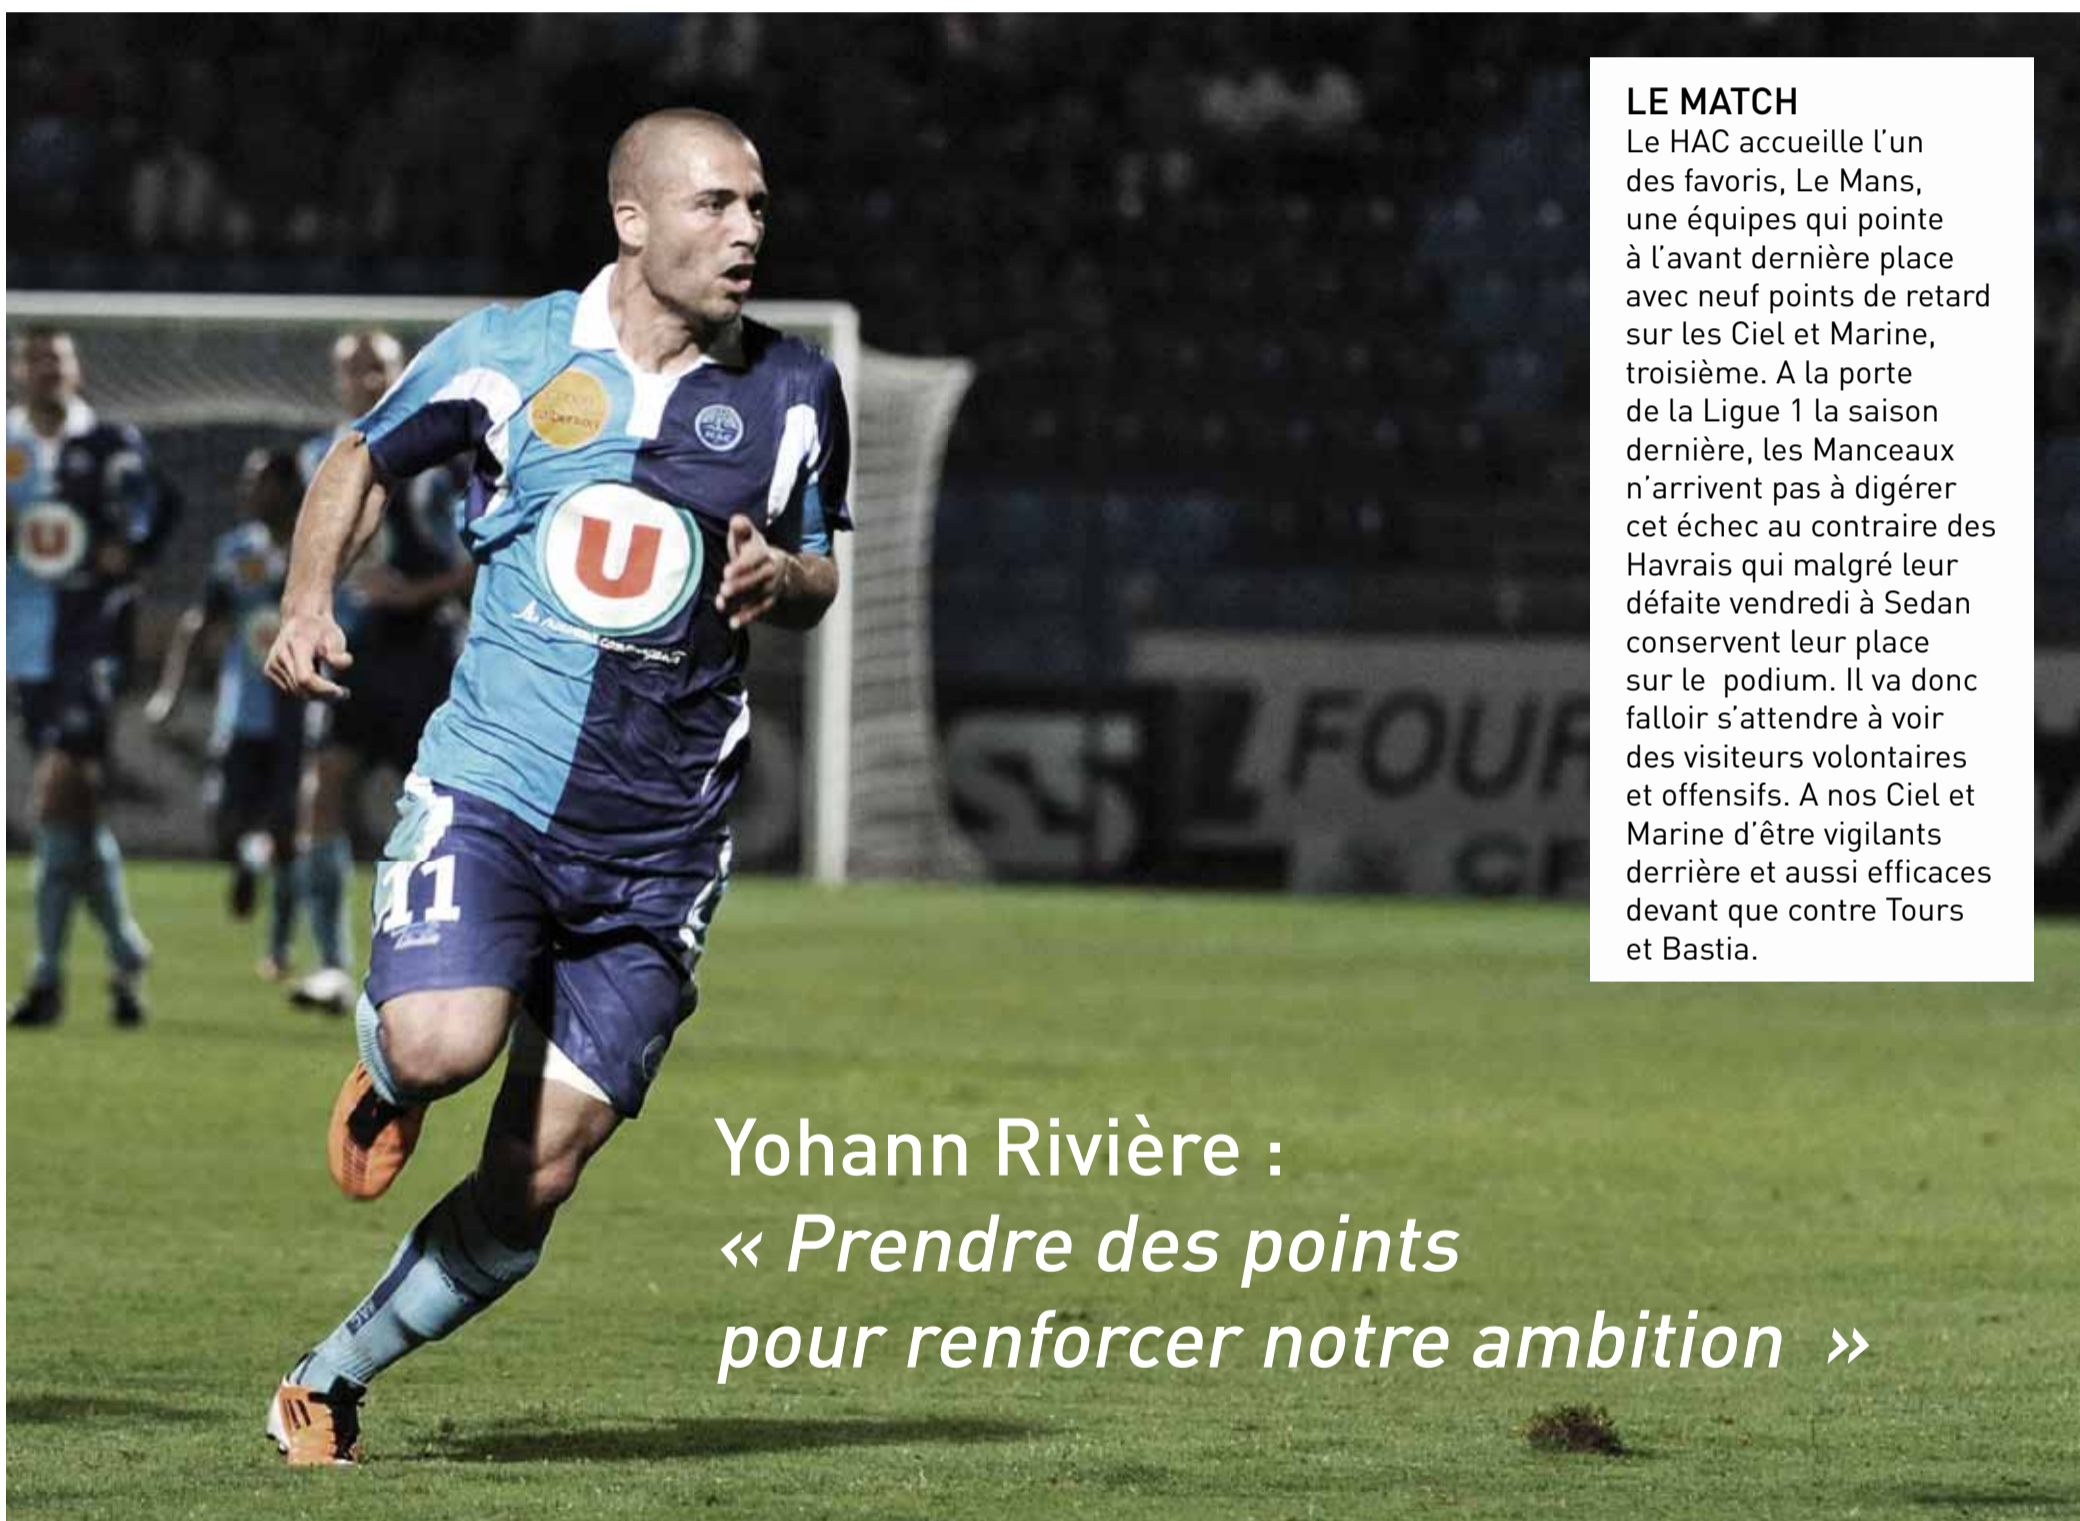 LE MATCH
Le HAC accueille l'un
des favoris, Le Mans,
une équipes qui pointe
à l'avant dernière place
avec neuf points de retard
sur les Ciel et Marine,
troisième. A la porte
de la Ligue 1 la saison
dernière, les Manceaux
n'arrivent pas à digérer
cet échec au contraire des
Havrais qui malgré leur
défaite vendredi à Sedan
conservent leur place
sur le  podium. Il va donc
falloir s'attendre à voir
des visiteurs volontaires
et offensifs. A nos Ciel et
Marine d'être vigilants
derrière et aussi efficaces
devant que contre Tours
et Bastia.
U
U
HAC
11
FOUR
Yohann Rivière :
« Prendre des points
pour renforcer notre ambition  »